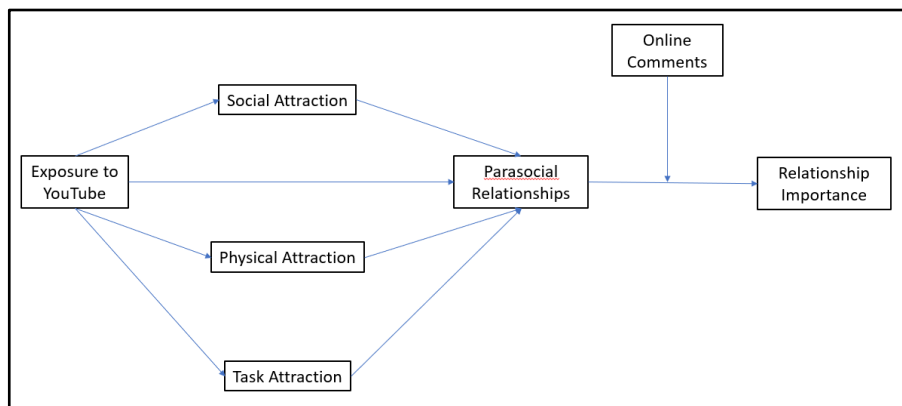 Online
Comments
Social Attraction
Exposure to
YouTube
Parasocial
Relationships
Relationship
Importance
Physical Attraction
Task Attraction